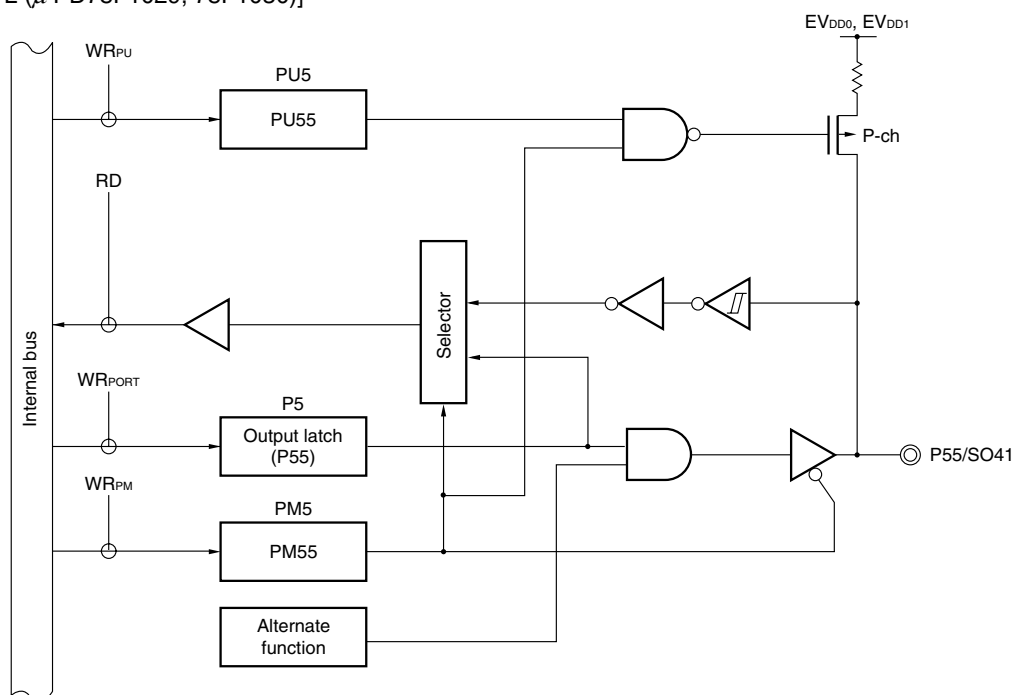 EVDD0, EVDD1
WRPU
PU5
PU55
P-ch
RD
Selector
Internal bus
WRPORT
P5
Output latch
(P55)
P55/SO41
WRPM
PM5
PM55
Alternate
function